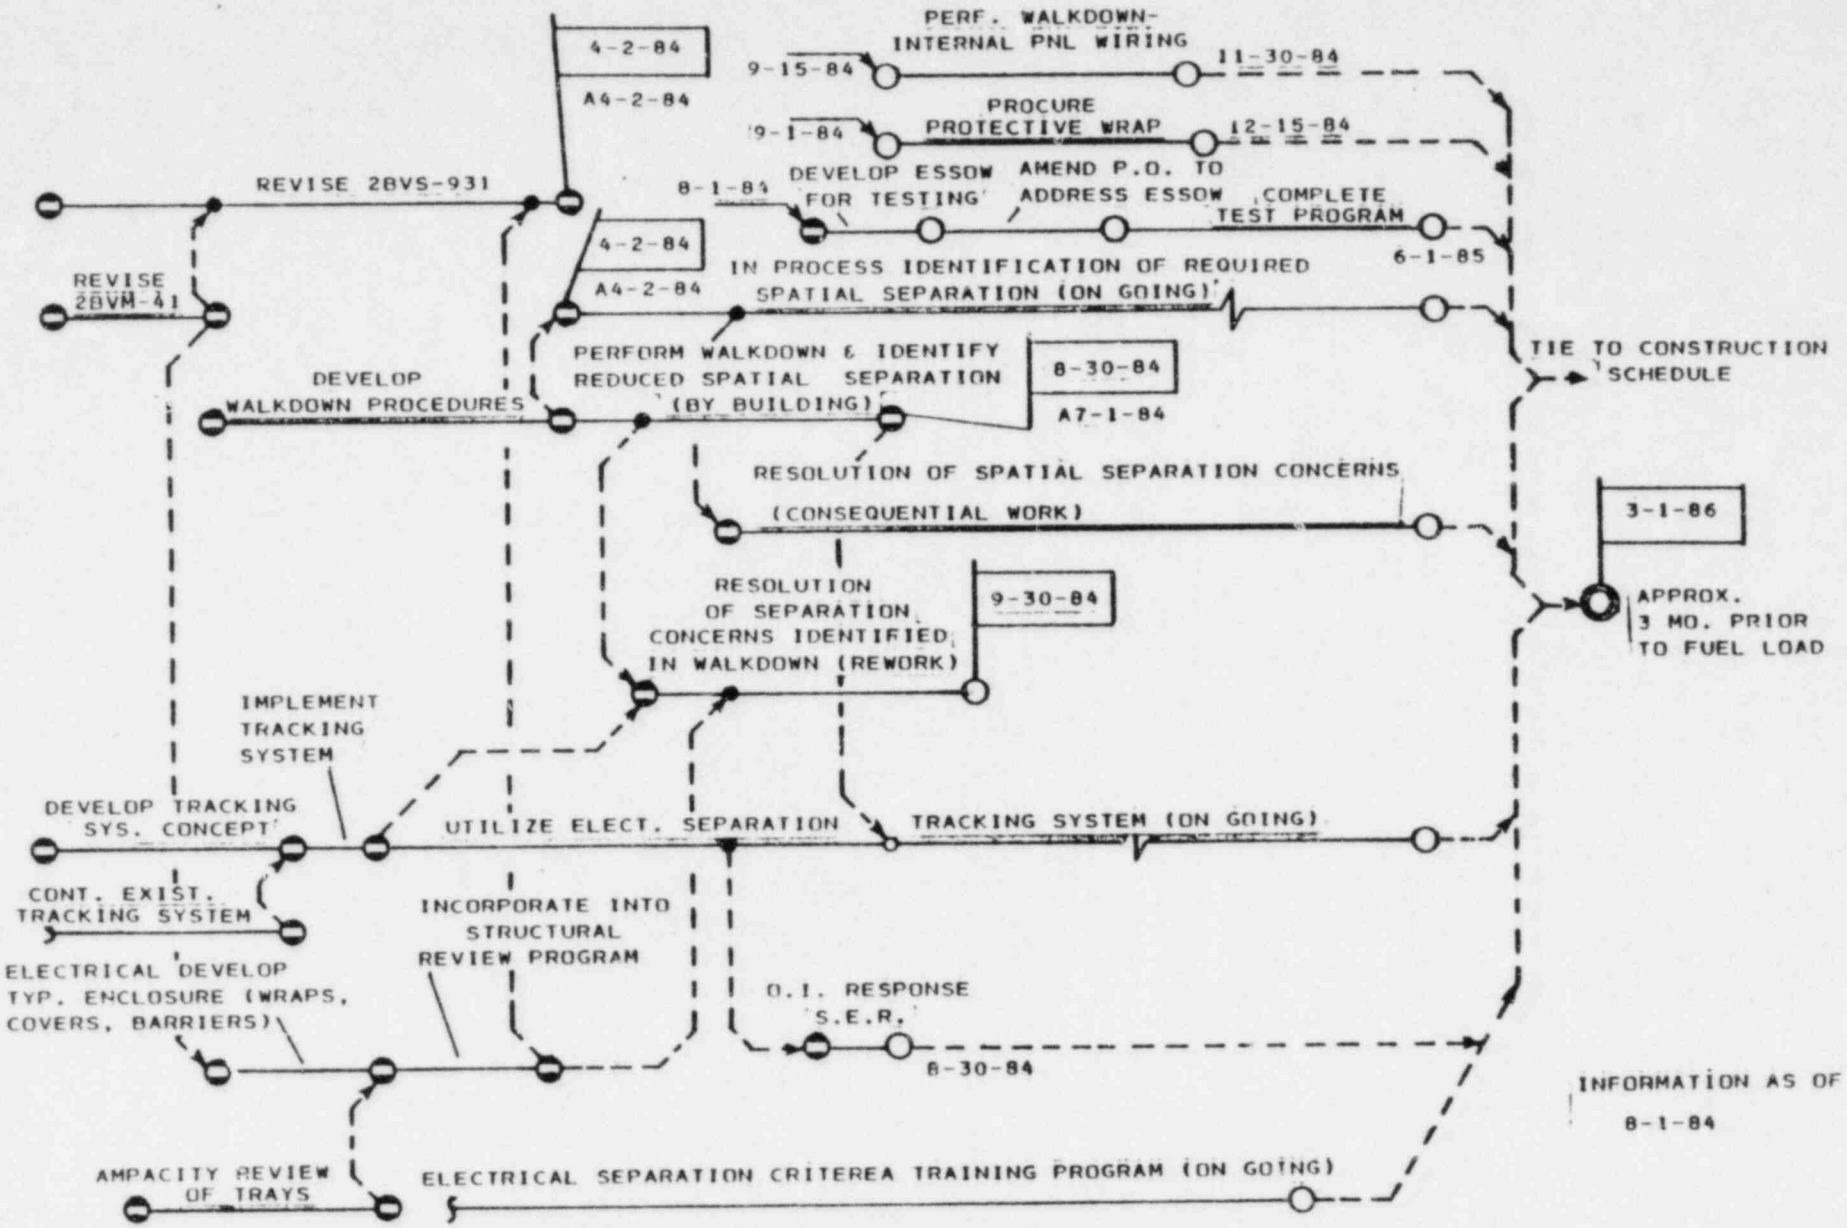 4-2-84
A4-2-84
PERF. WALKDOWN-
INTERNAL PNL WIRING
9-15-84
11-30-84
PROCURE
PROTECTIVE WRAP
9-1-84
12-15-84
REVISE 2BVS-931
8-1-84
DEVELOP ESSOW
FOR TESTING
AMEND P.O. TO
ADDRESS ESSOW
COMPLETE
TEST PROGRAM
6-1-85
4-2-84
A4-2-84
REVISE
2BVM-41
IN PROCESS IDENTIFICATION OF REQUIRED
SPATIAL SEPARATION (ON GOING)
DEVELOP
WALKDOWN PROCEDURES
PERFORM WALKDOWN & IDENTIFY
REDUCED SPATIAL SEPARATION
(BY BUILDING)
8-30-84
A7-1-84
TIE TO CONSTRUCTION
SCHEDULE
RESOLUTION OF SPATIAL SEPARATION CONCERNS
(CONSEQUENTIAL WORK)
3-1-86
APPROX.
3 MO. PRIOR
TO FUEL LOAD
RESOLUTION
OF SEPARATION
CONCERNS IDENTIFIED
IN WALKDOWN (REWORK)
9-30-84
IMPLEMENT
TRACKING
SYSTEM
DEVELOP TRACKING
SYS. CONCEPT
UTILIZE ELECT. SEPARATION
TRACKING SYSTEM (ON GOING)
CONT. EXIST.
TRACKING SYSTEM
INCORPORATE INTO
STRUCTURAL
REVIEW PROGRAM
ELECTRICAL DEVELOP
TYP. ENCLOSURE (WRAPS,
COVERS, BARRIERS)
O.I. RESPONSE
S.E.R.
8-30-84
INFORMATION AS OF
8-1-84
AMPACITY REVIEW
OF TRAYS
ELECTRICAL SEPARATION CRITEREA TRAINING PROGRAM (ON GOING)